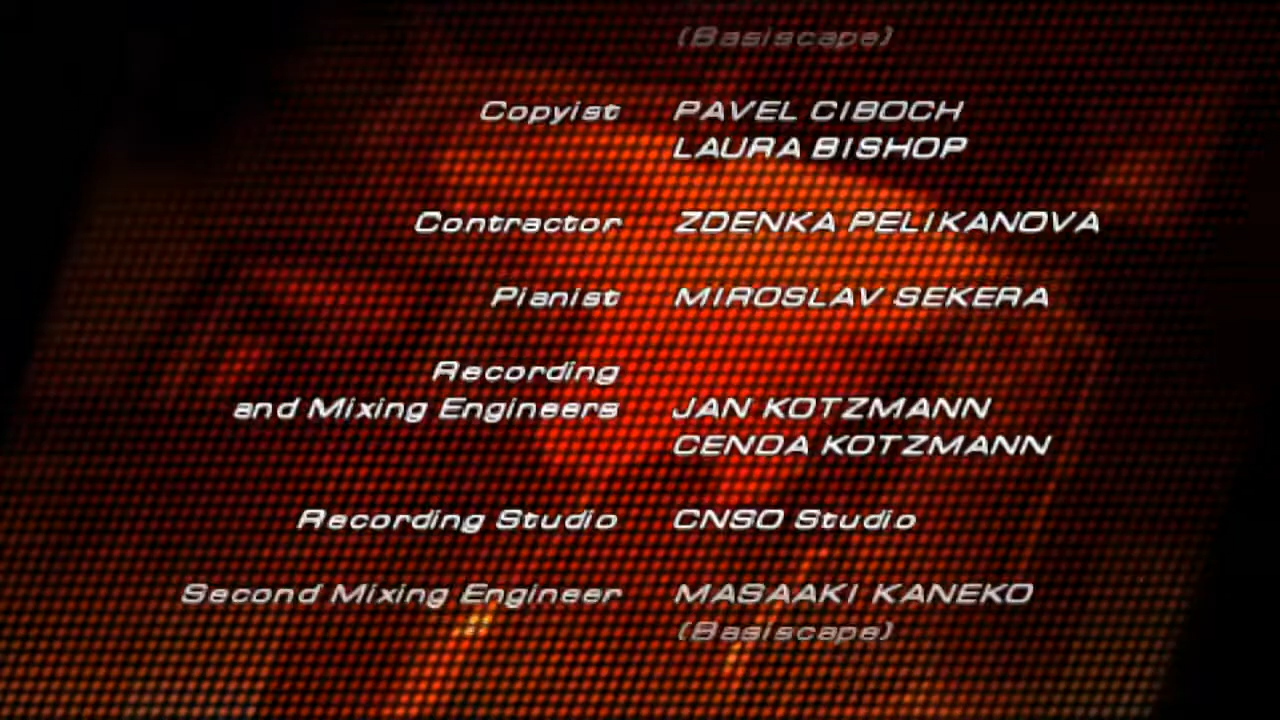 (Basiscape)
Copyist PAVEL CIBOCH
LAURA BISHOP
Contractor ZDENKA PELIKANOVA
Pianist MIROSLAV SEKERA
Recording
and Mixing Engineers JAN KOTZMANN
CENDA KOTZMANN
Recording Studio CNSO Studio
Second Mixing Engineer MASAAKI KANEKO
(Basiscape)